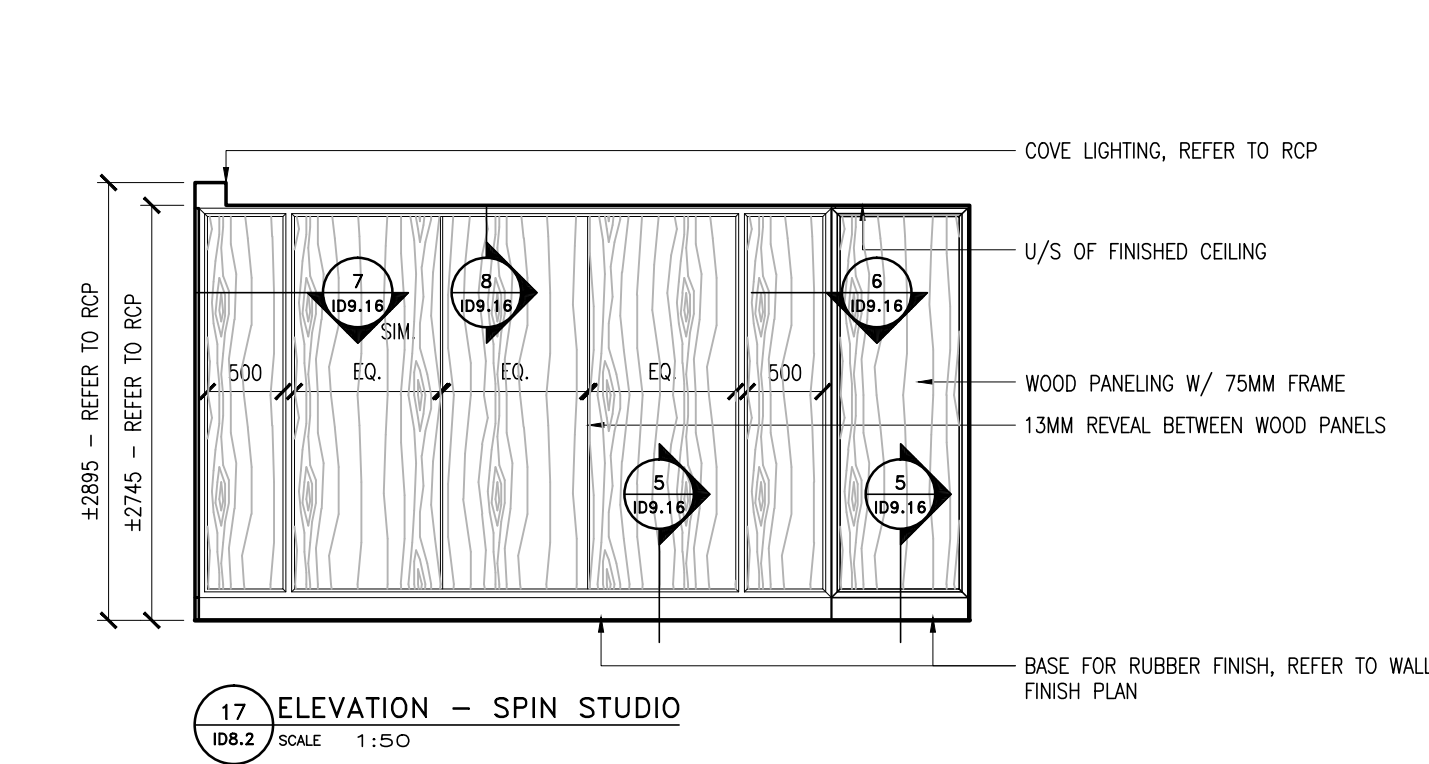 COVE LIGHTING, REFER TO RCP
U/S OF FINISHED CEILING
7
ID9.16
SIM.
8
ID9.16
6
ID9.16
±2895 - REFER TO RCP
±2745 - REFER TO RCP
500
EQ.
EQ.
EQ.
500
WOOD PANELING W/ 75MM FRAME
13MM REVEAL BETWEEN WOOD PANELS
5
ID9.16
5
ID9.16
BASE FOR RUBBER FINISH, REFER TO WALL
FINISH PLAN
17
ID8.2
ELEVATION - SPIN STUDIO
SCALE 1:50